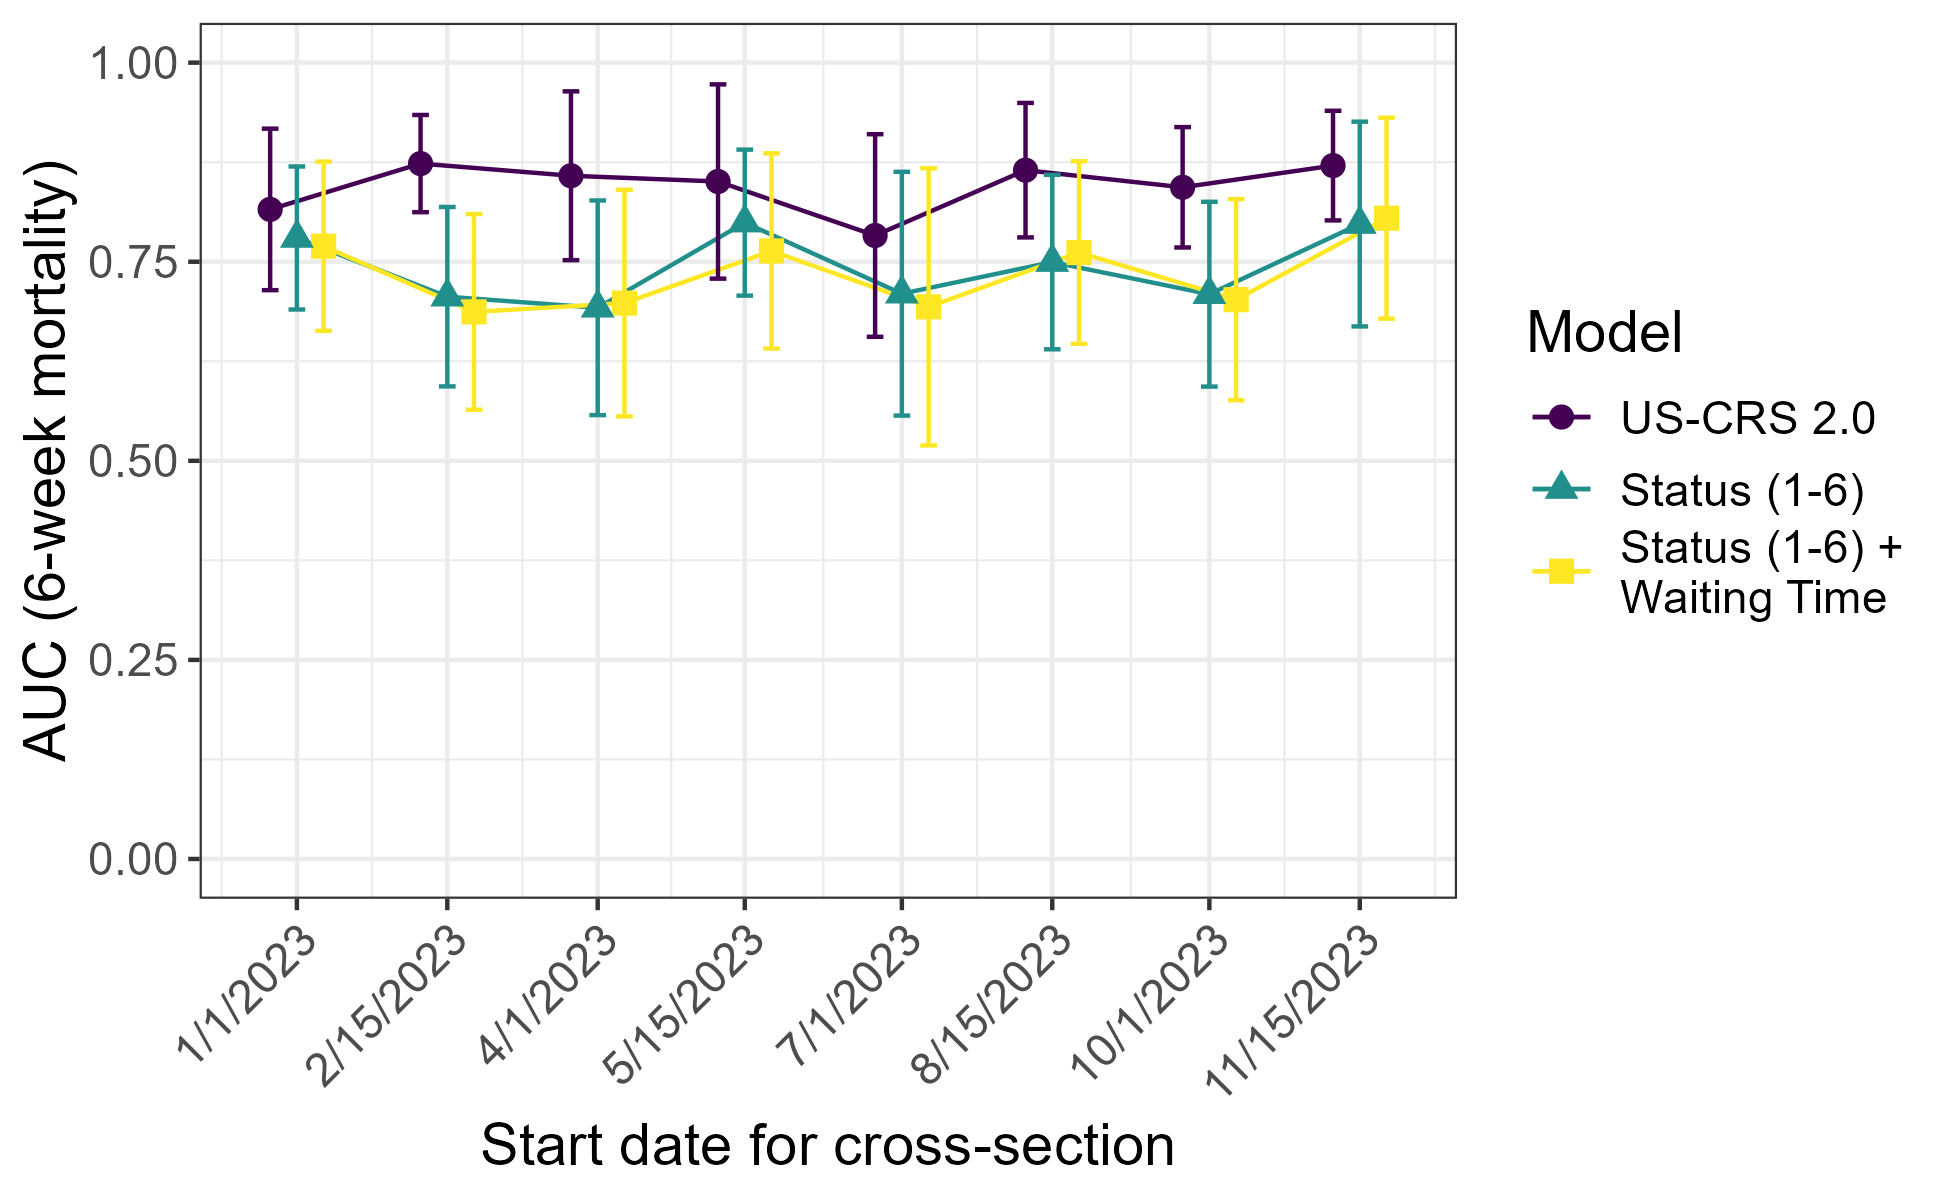 AUC (6-week mortality)
1.00
0.75
0.50
0.25
0.00
1/1/2023
2/15/2023
4/1/2023
5/15/2023
7/1/2023
8/15/2023
10/1/2023
11/15/2023
Start date for cross-section
Model
US-CRS 2.0
Status (1-6)
Status (1-6) +
Waiting Time